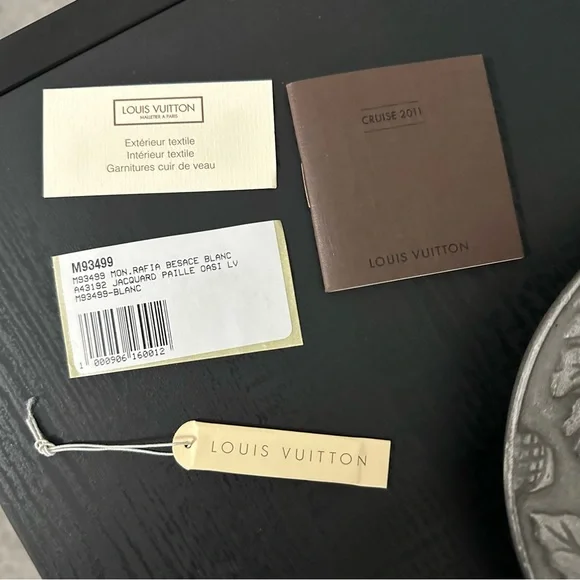 LOUIS VUITTON
MALLETIER À PARIS
Extérieur textile
Intérieur textile
Garnitures cuir de veau
CRUISE 2011
LOUIS VUITTON
M93499
M93499 MON.RAFIA BESACE BLANC
A43192 JACQUARD PAILLE OASI LV
M93499-BLANC
1 000906 160012
LOUIS VUITTON